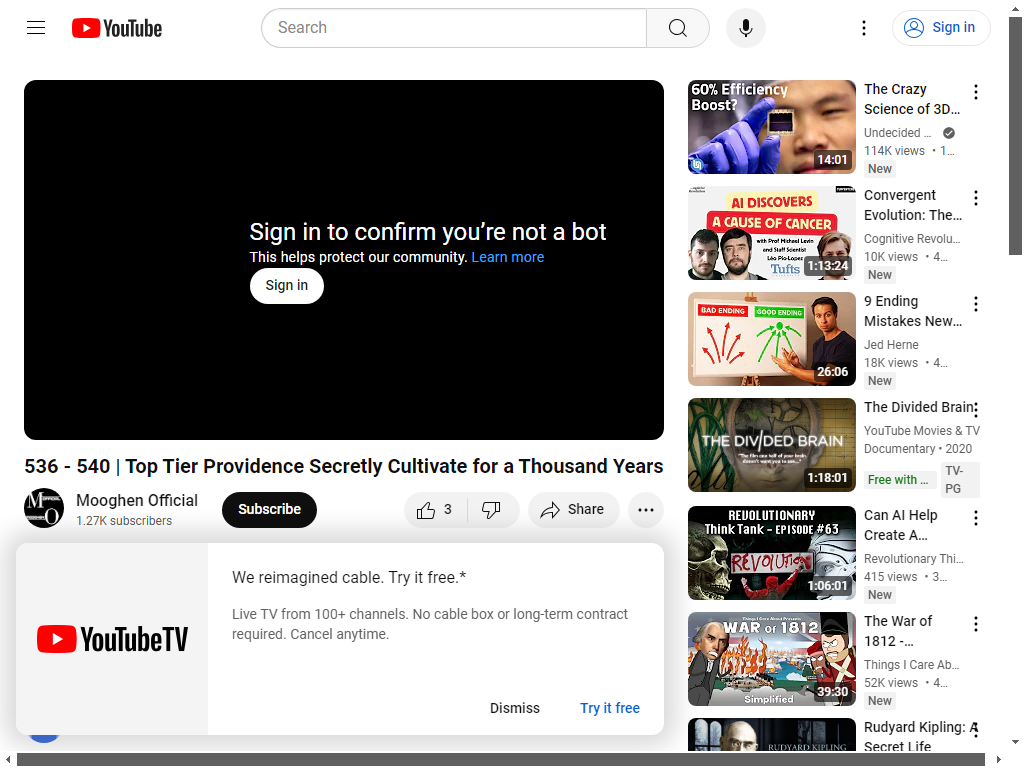 YouTube
Search
Sign in
Sign in to confirm you’re not a bot
This helps protect our community. Learn more
Sign in
536 - 540 | Top Tier Providence Secretly Cultivate for a Thousand Years
Mooghen Official
1.27K subscribers
Subscribe
3
Share
We reimagined cable. Try it free.*
Live TV from 100+ channels. No cable box or long-term contract
required. Cancel anytime.
YouTubeTV
Dismiss
Try it free
60% Efficiency
Boost?
14:01
The Crazy
Science of 3D...
Undecided ...
114K views • 1...
New
AI DISCOVERS
A CAUSE OF CANCER
with Prof Michael Levin
and Staff Scientist
Léo Pio-Lopez
Tufts
1:13:24
Convergent
Evolution: The...
Cognitive Revolu...
10K views • 4...
New
BAD ENDING
GOOD ENDING
26:06
9 Ending
Mistakes New...
Jed Herne
18K views • 4...
New
THE DIVIDED BRAIN
1:18:01
The Divided Brain
YouTube Movies & TV
Documentary • 2020
Free with ...
TV-
PG
REVOLUTIONARY
Think Tank - EPISODE #63
REVOLUTION
1:06:01
Can AI Help
Create A...
Revolutionary Thi...
415 views • 3...
New
Things I Care About Presents
WAR OF 1812
Simplified
39:30
The War of
1812 -...
Things I Care Ab...
52K views • 4...
New
RUDYARD KIPLING
Rudyard Kipling: A
Secret Life